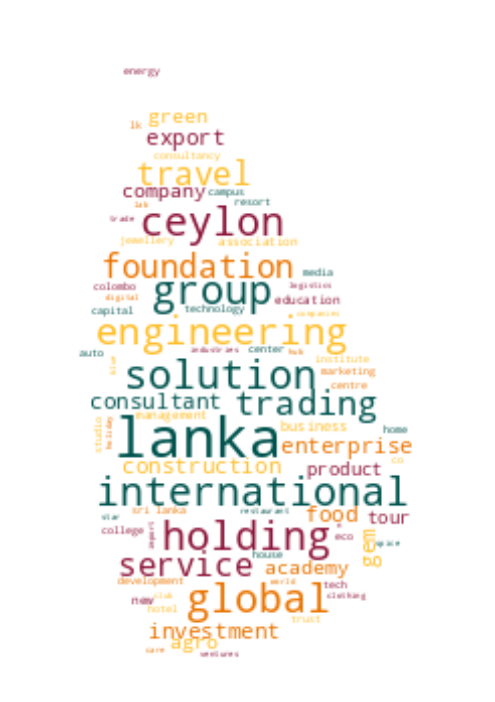 energy
green
lk
export
consultancy
travel
company campus
lab resort
trade ceylon
jewellery association
foundation media
colombo group logistics
digital education
capital technology companies
engineering
auto industries center hub institute
solution marketing
consultant trading centre
management
studio holiday lanka business home
enterprise co
construction product
international
sri lanka food tour
star restaurant
college import holding eco
gem spice
service house academy
development world tech
new club global clothing
hotel trust
investment
agro
care ventures